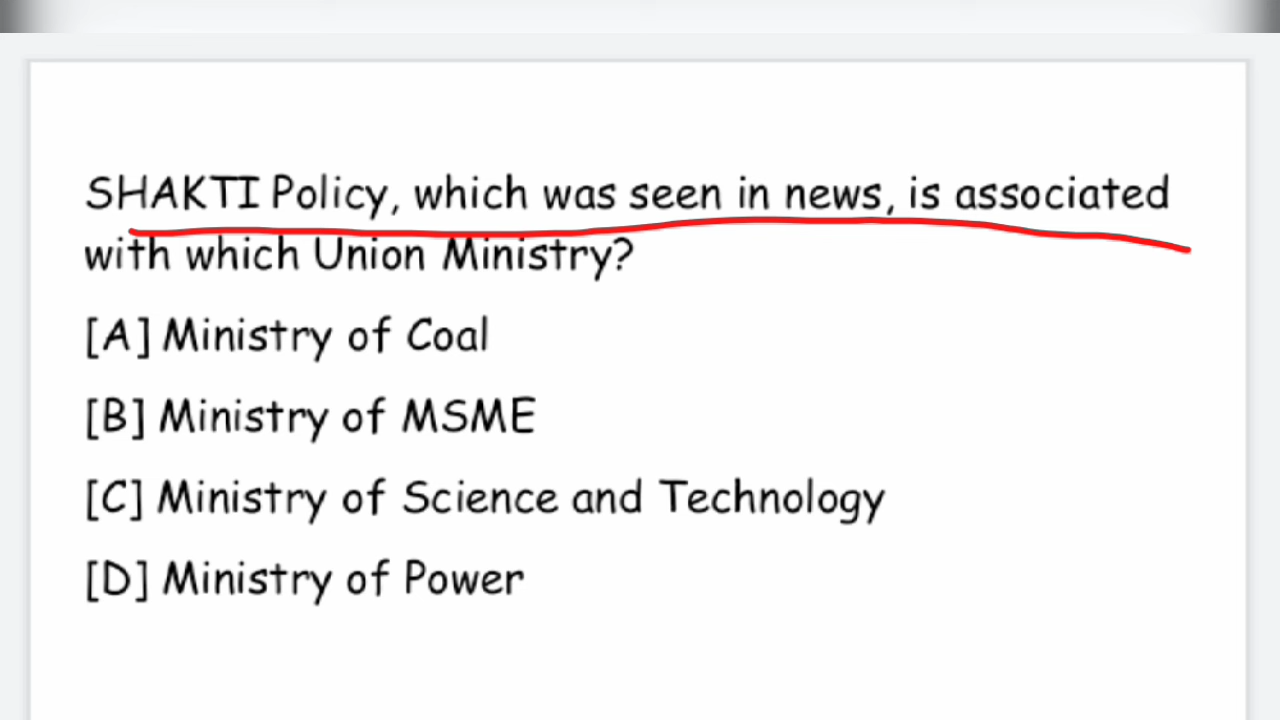 SHAKTI Policy, which was seen in news, is associated
with which Union Ministry?
[A] Ministry of Coal
[B] Ministry of MSME
[C] Ministry of Science and Technology
[D] Ministry of Power